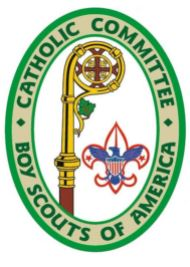 CATHOLIC COMMITTEE
BOY SCOUTS OF AMERICA